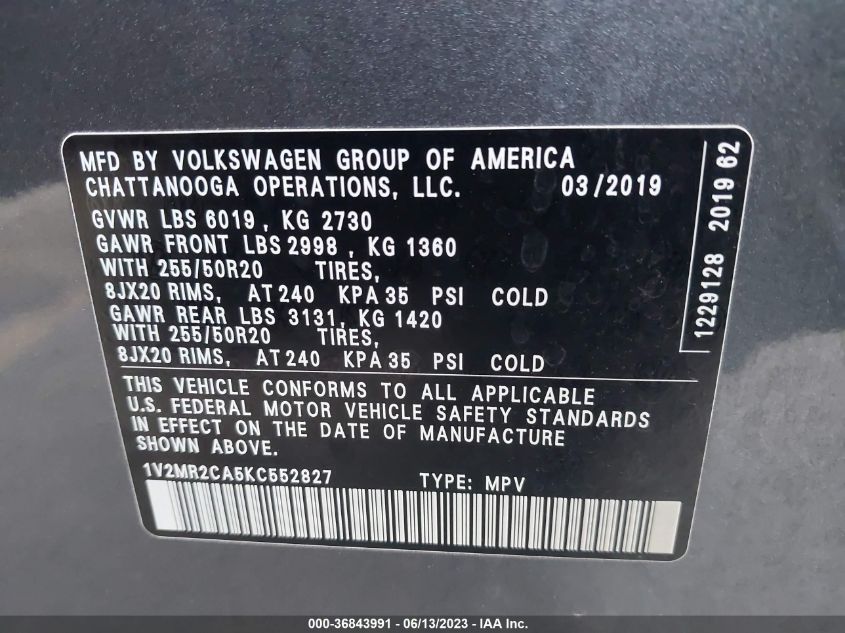 MFD BY VOLKSWAGEN GROUP OF AMERICA
CHATTANOOGA OPERATIONS, LLC. 03/2019
GVWR LBS 6019 , KG 2730
GAWR FRONT LBS 2998 , KG 1360
WITH 255/50R20 TIRES,
8JX20 RIMS, AT 240 KPA 35 PSI COLD
GAWR REAR LBS 3131, KG 1420
WITH 255/50R20 TIRES,
8JX20 RIMS, AT 240 KPA 35 PSI COLD
THIS VEHICLE CONFORMS TO ALL APPLICABLE
U.S. FEDERAL MOTOR VEHICLE SAFETY STANDARDS
IN EFFECT ON THE DATE OF MANUFACTURE
SHOWN ABOVE.
1V2MR2CA5KC552827 TYPE: MPV
1229128 2019 62
000-36843991 - 06/13/2023 - IAA Inc.